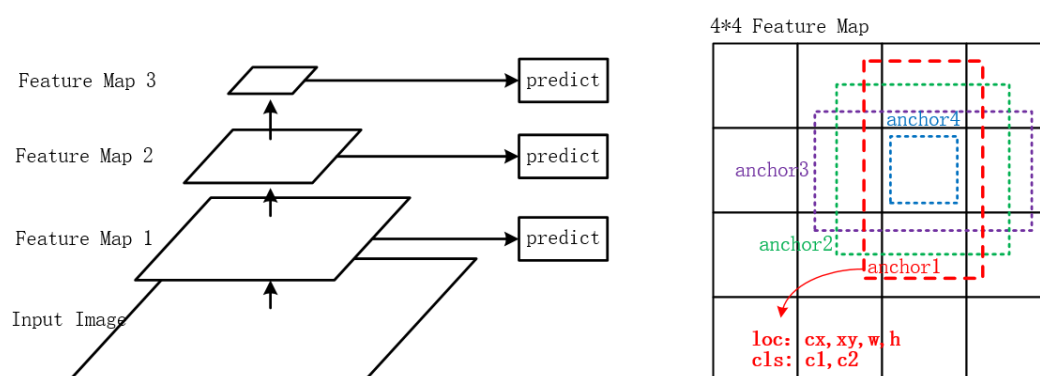 4*4 Feature Map
Feature Map 3
predict
anchor4
Feature Map 2
predict
anchor3
Feature Map 1
predict
anchor2
anchor1
Input Image
loc: cx,xy,w,h
cls: c1,c2